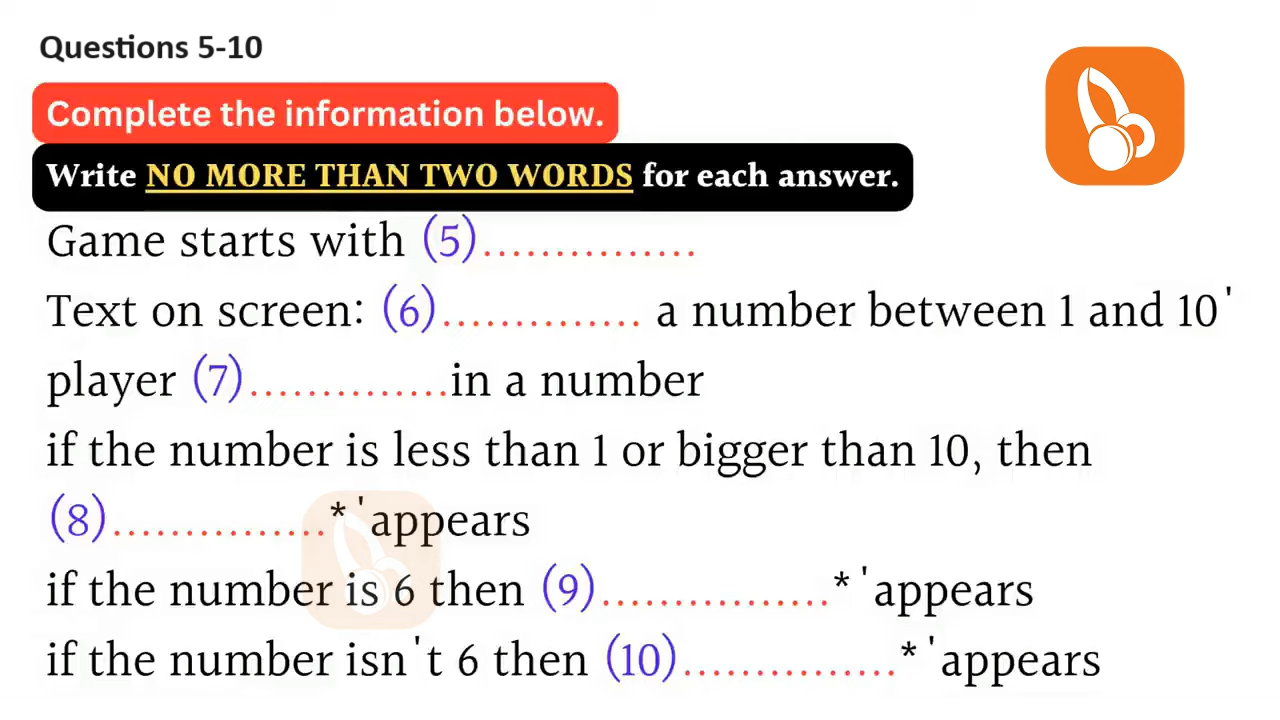 Questions 5-10
Complete the information below.
Write NO MORE THAN TWO WORDS for each answer.
Game starts with (5)...............
Text on screen: (6).............. a number between 1 and 10'
player (7)..............in a number
if the number is less than 1 or bigger than 10, then
(8)...............*'appears
if the number is 6 then (9)................*'appears
if the number isn't 6 then (10)...............*'appears